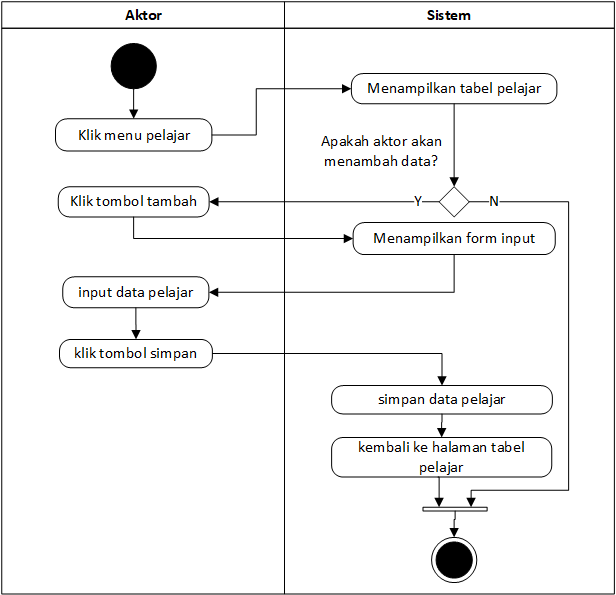 Aktor
Sistem
Menampilkan tabel pelajar
Klik menu pelajar
Apakah aktor akan
menambah data?
Klik tombol tambah
Y
N
Menampilkan form input
input data pelajar
klik tombol simpan
simpan data pelajar
kembali ke halaman tabel
pelajar